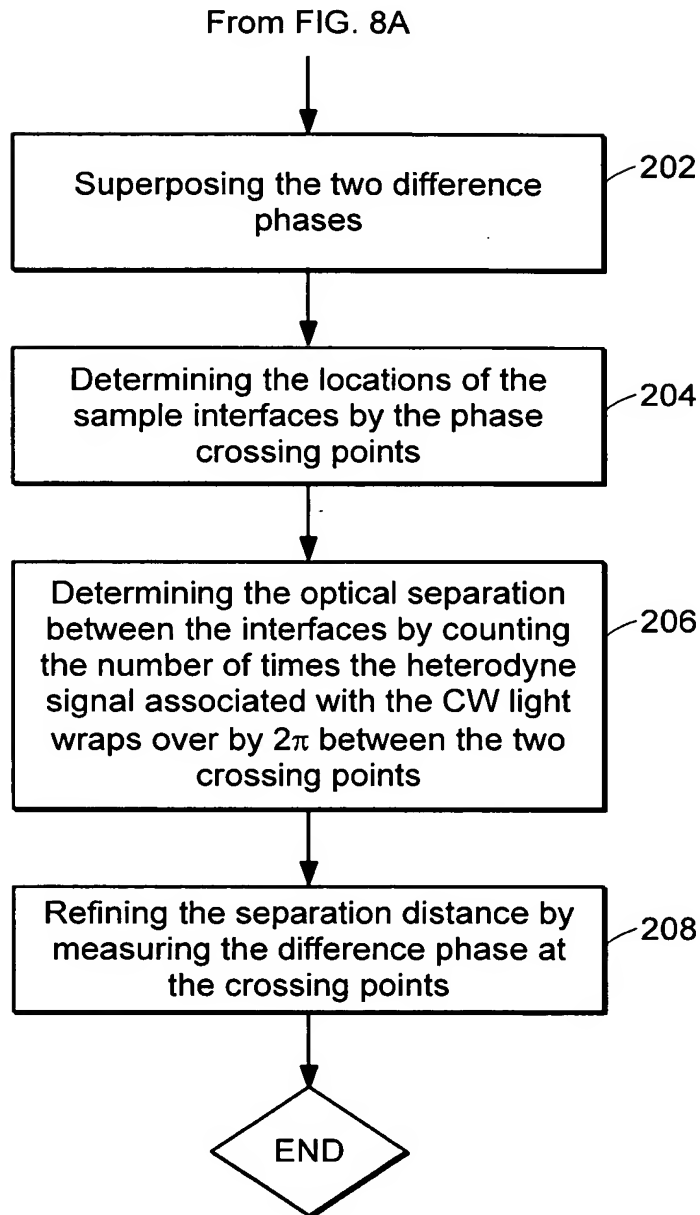 From FIG. 8A
Superposing the two difference
phases
202
Determining the locations of the
sample interfaces by the phase
crossing points
204
Determining the optical separation
between the interfaces by counting
the number of times the heterodyne
signal associated with the CW light
wraps over by 2π between the two
crossing points
206
Refining the separation distance by
measuring the difference phase at
the crossing points
208
END